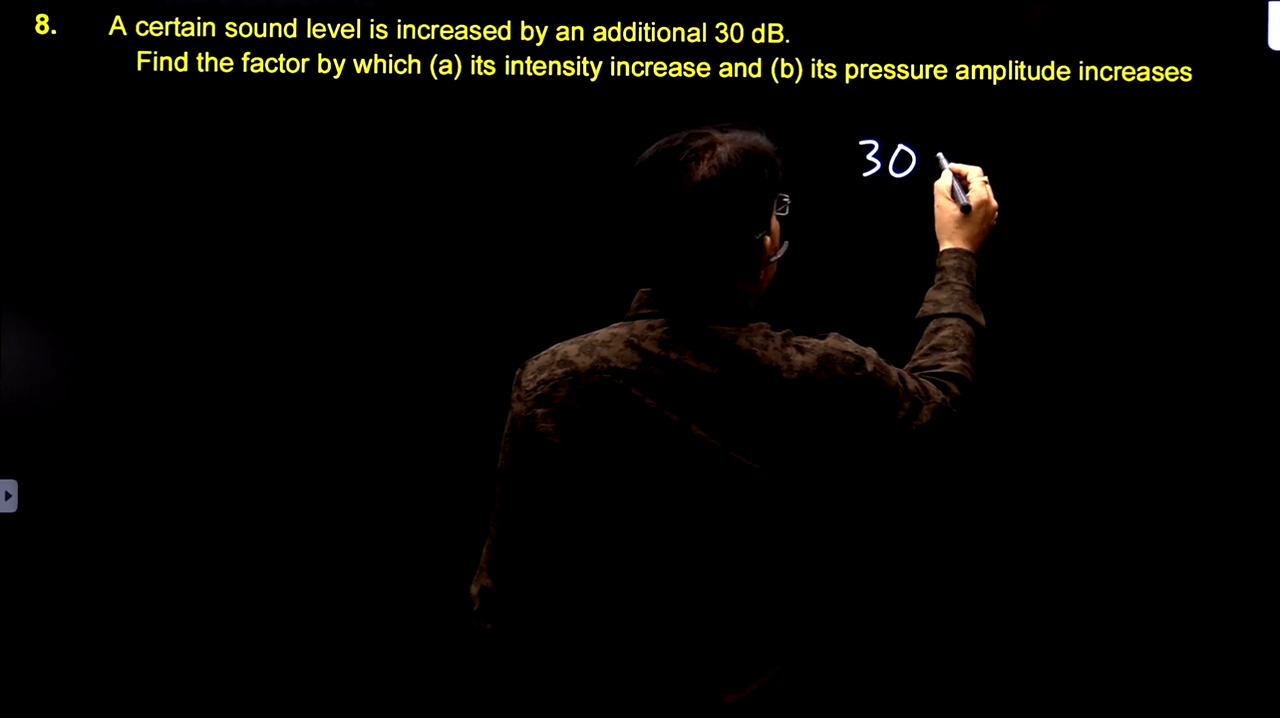 8. A certain sound level is increased by an additional 30 dB.
Find the factor by which (a) its intensity increase and (b) its pressure amplitude increases
30